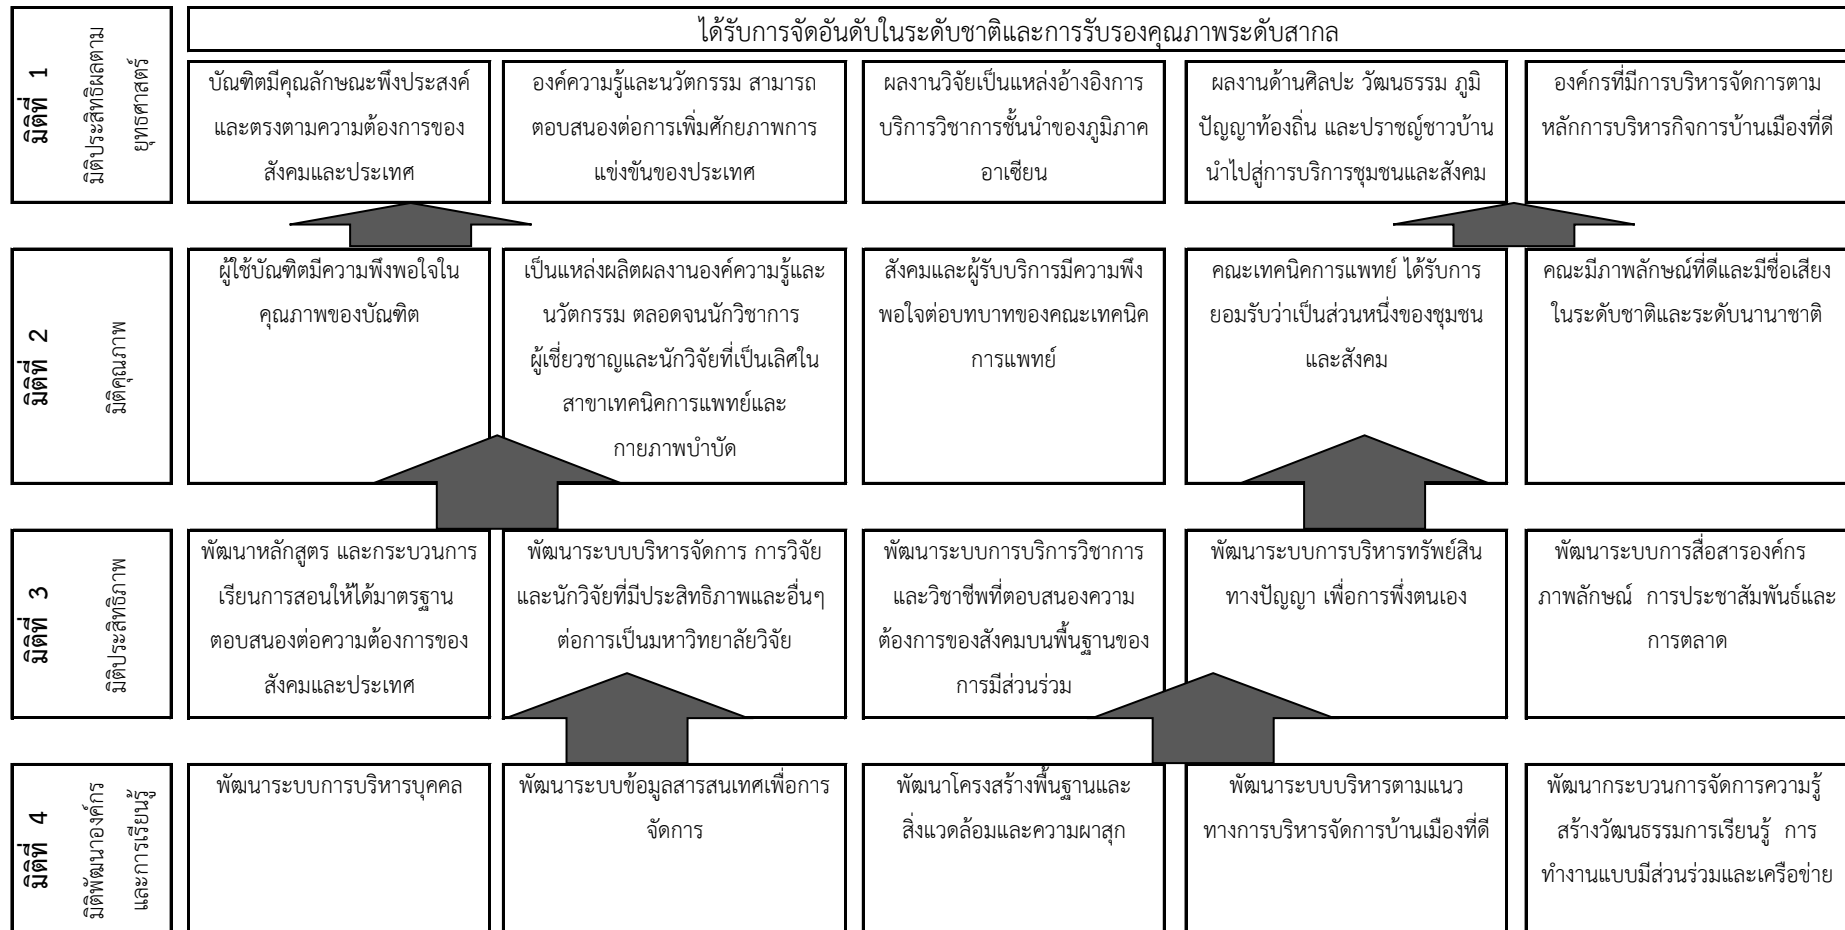 มิติที่ 1
มิติประสิทธิผลตาม
ยุทธศาสตร์
ได้รับการจัดอันดับในระดับชาติและการรับรองคุณภาพระดับสากล
บัณฑิตมีคุณลักษณะพึงประสงค์
และตรงตามความต้องการของ
สังคมและประเทศ
องค์ความรู้และนวัตกรรม สามารถ
ตอบสนองต่อการเพิ่มศักยภาพการ
แข่งขันของประเทศ
ผลงานวิจัยเป็นแหล่งอ้างอิงการ
บริการวิชาการชั้นนำของภูมิภาค
อาเซียน
ผลงานด้านศิลปะ วัฒนธรรม ภูมิ
ปัญญาท้องถิ่น และปราชญ์ชาวบ้าน
นำไปสู่การบริการชุมชนและสังคม
องค์กรที่มีการบริหารจัดการตาม
หลักการบริหารกิจการบ้านเมืองที่ดี
มิติที่ 2
มิติคุณภาพ
ผู้ใช้บัณฑิตมีความพึงพอใจใน
คุณภาพของบัณฑิต
เป็นแหล่งผลิตผลงานองค์ความรู้และ
นวัตกรรม ตลอดจนนักวิชาการ
ผู้เชี่ยวชาญและนักวิจัยที่เป็นเลิศใน
สาขาเทคนิคการแพทย์และ
กายภาพบำบัด
สังคมและผู้รับบริการมีความพึง
พอใจต่อบทบาทของคณะเทคนิค
การแพทย์
คณะเทคนิคการแพทย์ ได้รับการ
ยอมรับว่าเป็นส่วนหนึ่งของชุมชน
และสังคม
คณะมีภาพลักษณ์ที่ดีและมีชื่อเสียง
ในระดับชาติและระดับนานาชาติ
มิติที่ 3
มิติประสิทธิภาพ
พัฒนาหลักสูตร และกระบวนการ
เรียนการสอนให้ได้มาตรฐาน
ตอบสนองต่อความต้องการของ
สังคมและประเทศ
พัฒนาระบบบริหารจัดการ การวิจัย
และนักวิจัยที่มีประสิทธิภาพและอื่นๆ
ต่อการเป็นมหาวิทยาลัยวิจัย
พัฒนาระบบการบริการวิชาการ
และวิชาชีพที่ตอบสนองความ
ต้องการของสังคมบนพื้นฐานของ
การมีส่วนร่วม
พัฒนาระบบการบริหารทรัพย์สิน
ทางปัญญา เพื่อการพึ่งตนเอง
พัฒนาระบบการสื่อสารองค์กร
ภาพลักษณ์ การประชาสัมพันธ์และ
การตลาด
มิติที่ 4
มิติพัฒนาองค์กร
และการเรียนรู้
พัฒนาระบบการบริหารบุคคล
พัฒนาระบบข้อมูลสารสนเทศเพื่อการ
จัดการ
พัฒนาโครงสร้างพื้นฐานและ
สิ่งแวดล้อมและความผาสุก
พัฒนาระบบบริหารตามแนว
ทางการบริหารจัดการบ้านเมืองที่ดี
พัฒนากระบวนการจัดการความรู้
สร้างวัฒนธรรมการเรียนรู้ การ
ทำงานแบบมีส่วนร่วมและเครือข่าย